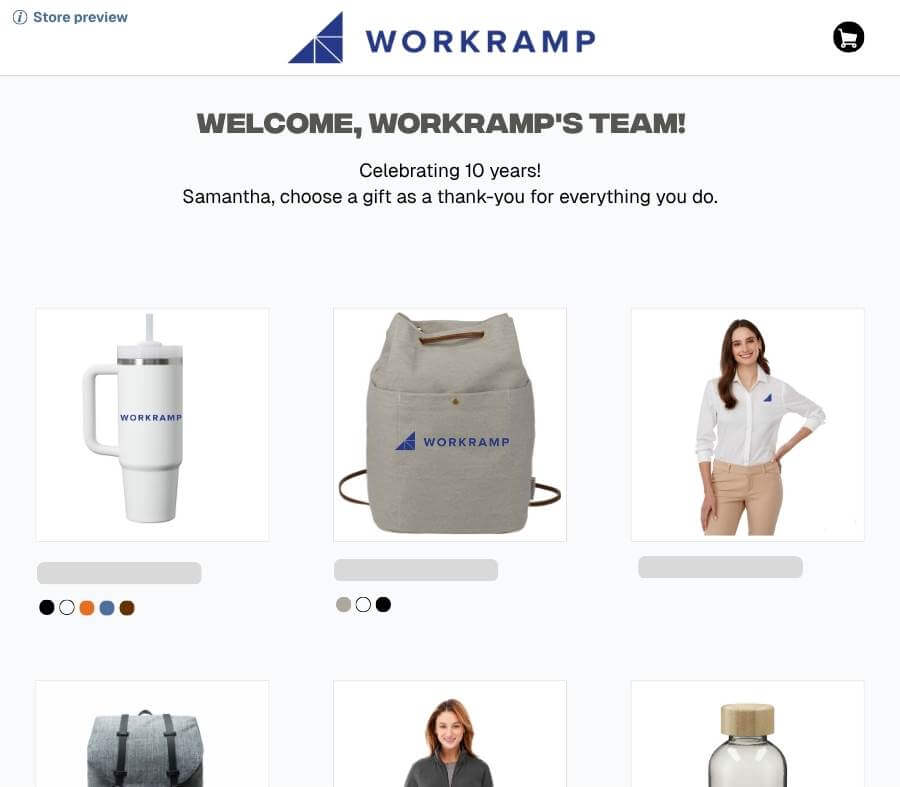 Store preview
WORKRAMP
WELCOME, WORKRAMP'S TEAM!
Celebrating 10 years!
Samantha, choose a gift as a thank-you for everything you do.
WORKRAMP
WORKRAMP